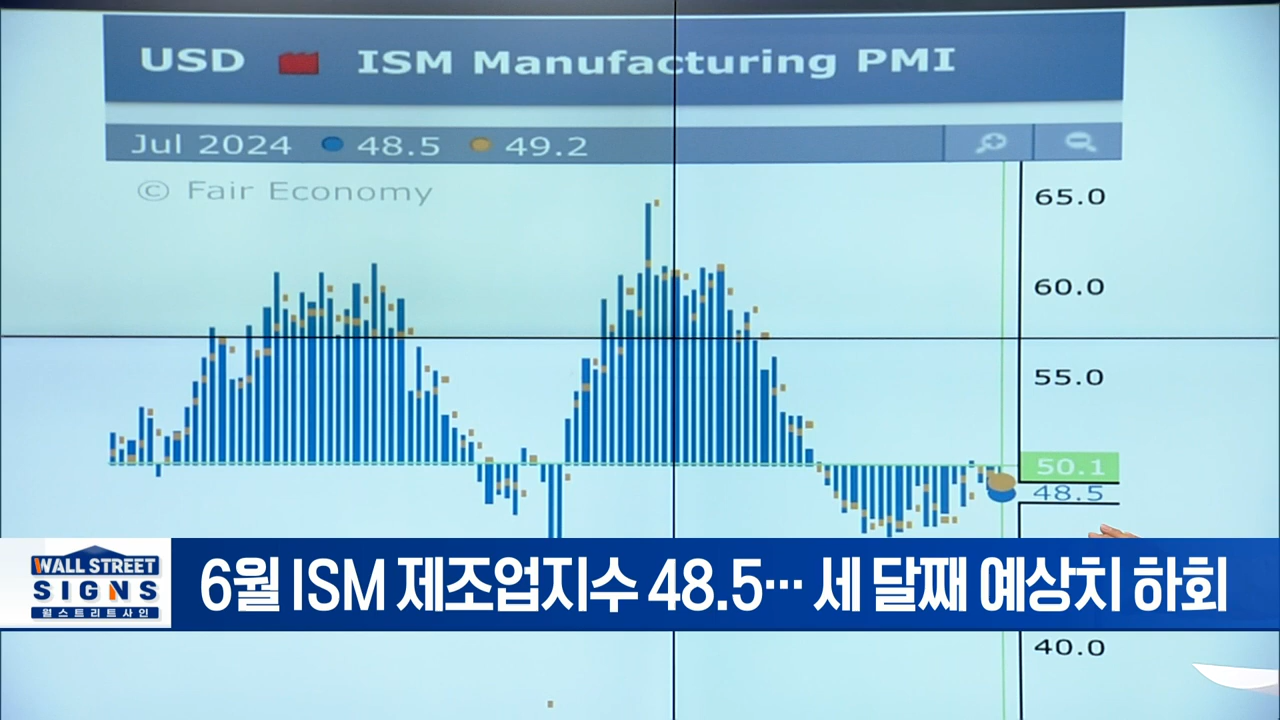 USD ISM Manufacturing PMI
Jul 2024 48.5 49.2
© Fair Economy
65.0
60.0
55.0
50.1
48.5
WALL STREET
SIGNS
월스트리트사인
6월 ISM 제조업지수 48.5… 세 달째 예상치 하회
40.0